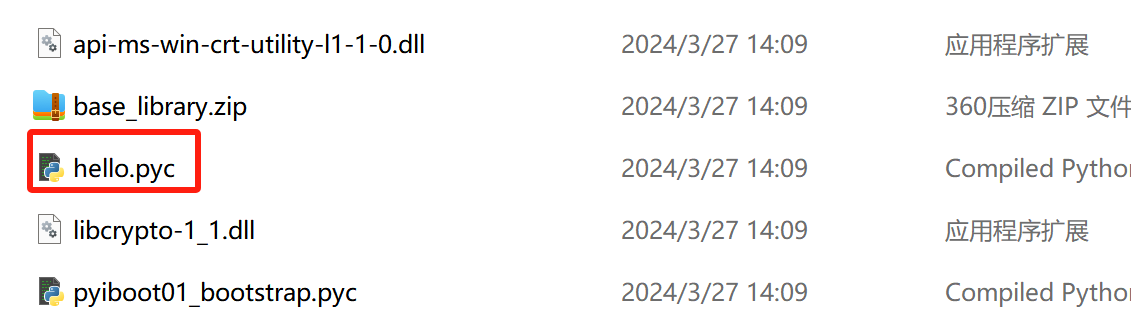 api-ms-win-crt-utility-l1-1-0.dll 2024/3/27 14:09 应用程序扩展
base_library.zip 2024/3/27 14:09 360压缩 ZIP 文件
hello.pyc 2024/3/27 14:09 Compiled Python
libcrypto-1_1.dll 2024/3/27 14:09 应用程序扩展
pyiboot01_bootstrap.pyc 2024/3/27 14:09 Compiled Python